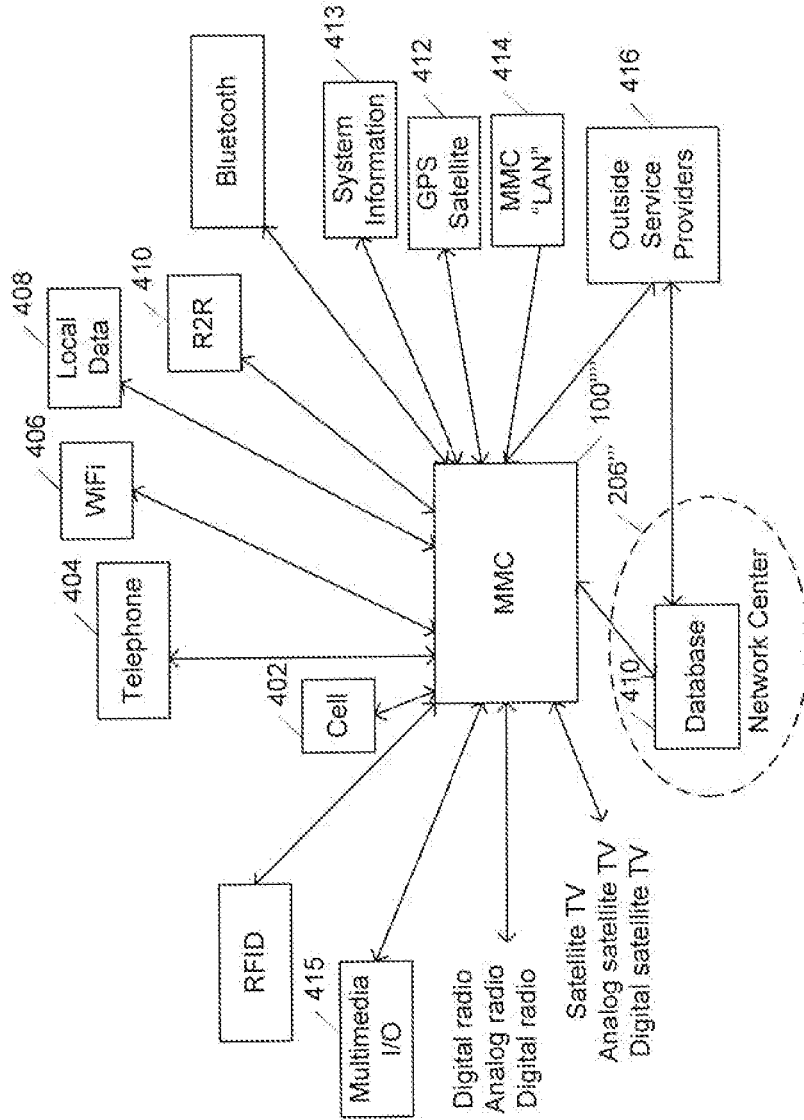 408
Local
Data
413
406
WiFi
410
R2R
Bluetooth
System
Information
412
404
Telephone
GPS
Satellite
414
402
Cell
MMC
"LAN"
416
RFID
Outside
Service
Providers
415
Multimedia
I/O
MMC
100"""
206'''
Digital radio
Analog radio
Digital radio
410
Database
Network Center
Satellite TV
Analog satellite TV
Digital satellite TV